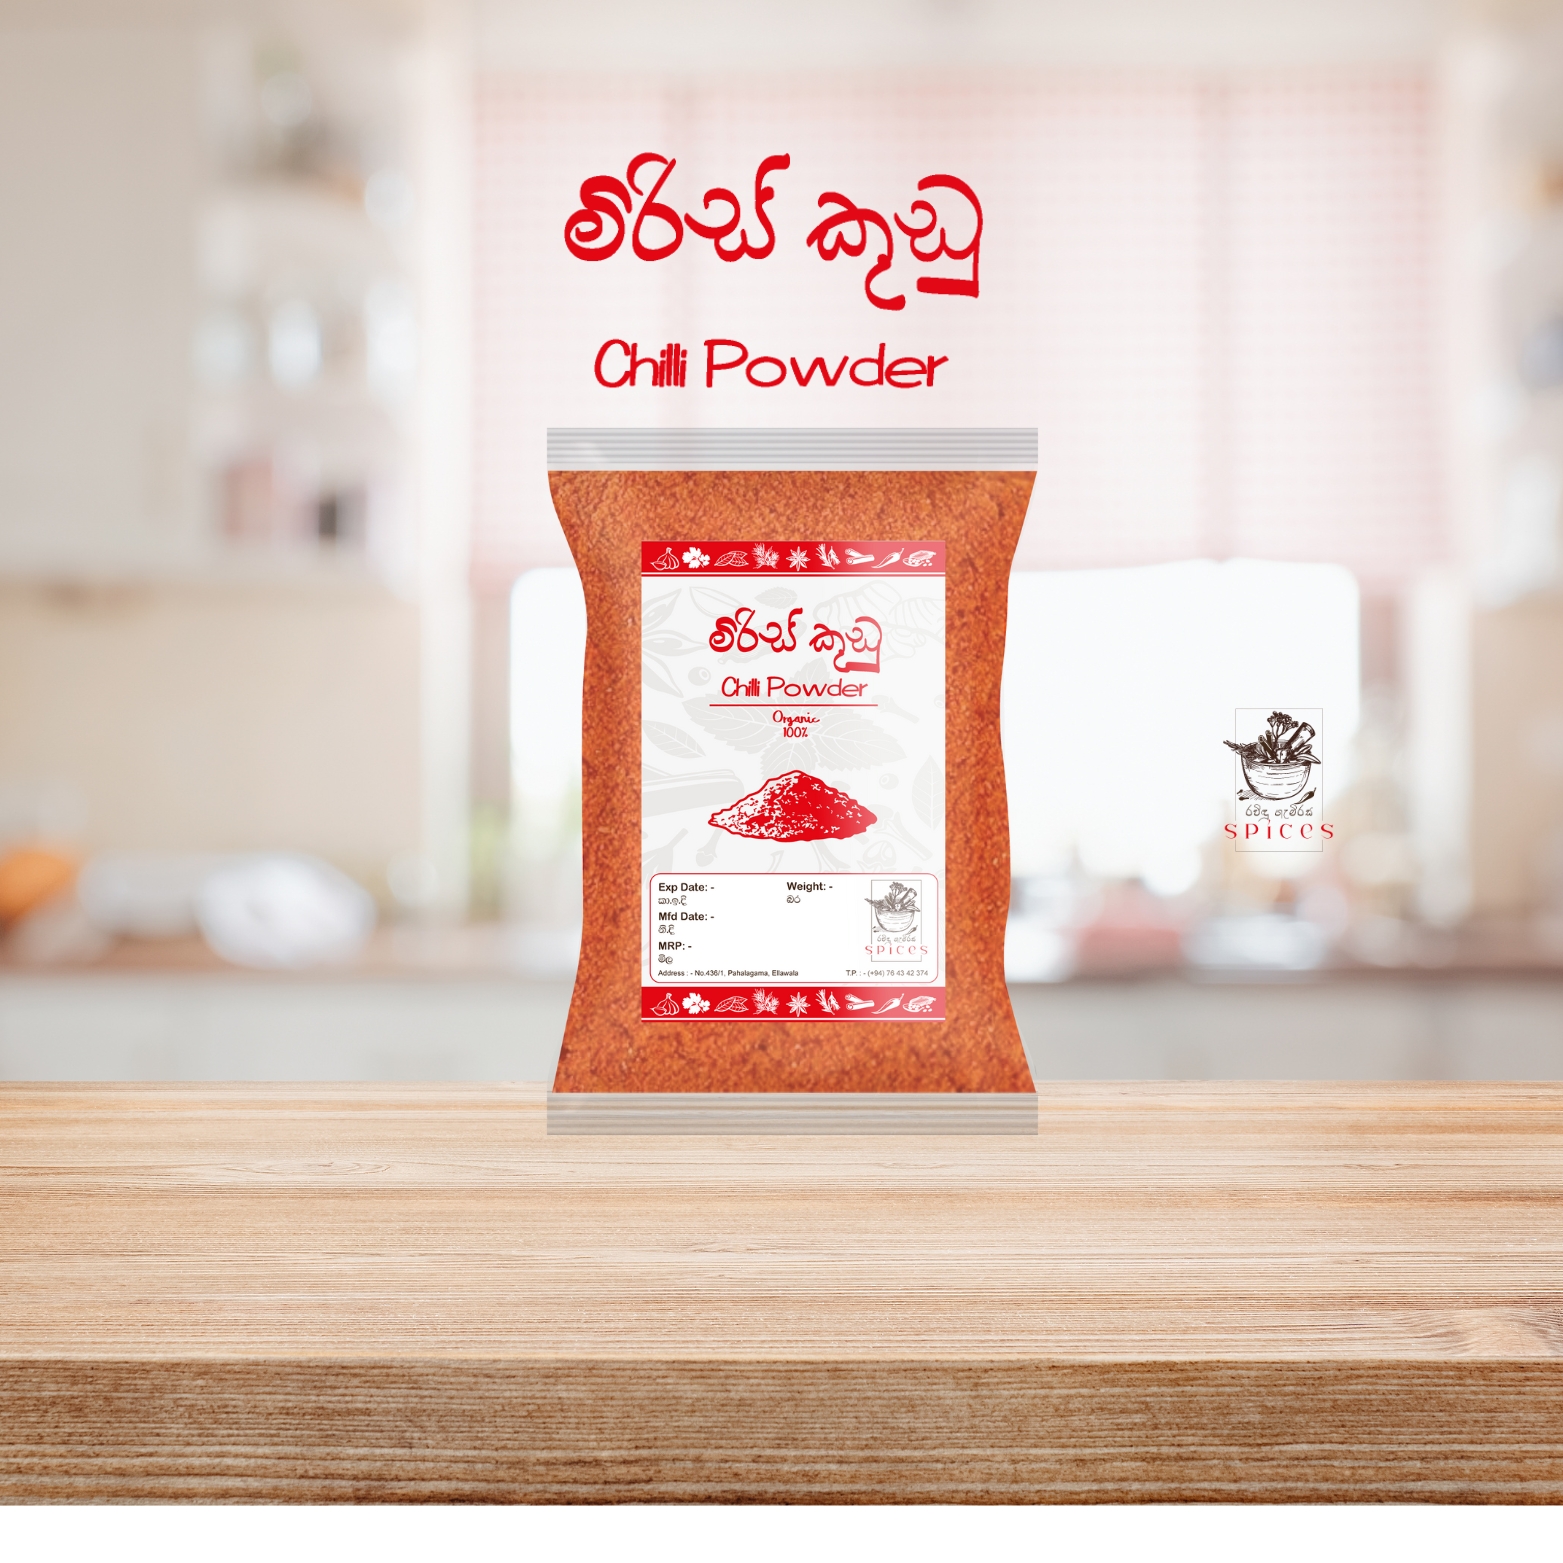 මිරිස් කුඩු
Chilli Powder
මිරිස් කුඩු
Chilli Powder
Organic
100%
Exp Date: -
කා.ඉ.දි
Weight: -
බර
Mfd Date: -
නි.දි
MRP: -
මිල
Address : - No.436/1, Pahalagama, Ellawala
T.P. : - (+94) 76 43 42 374
SPICES
SPICES